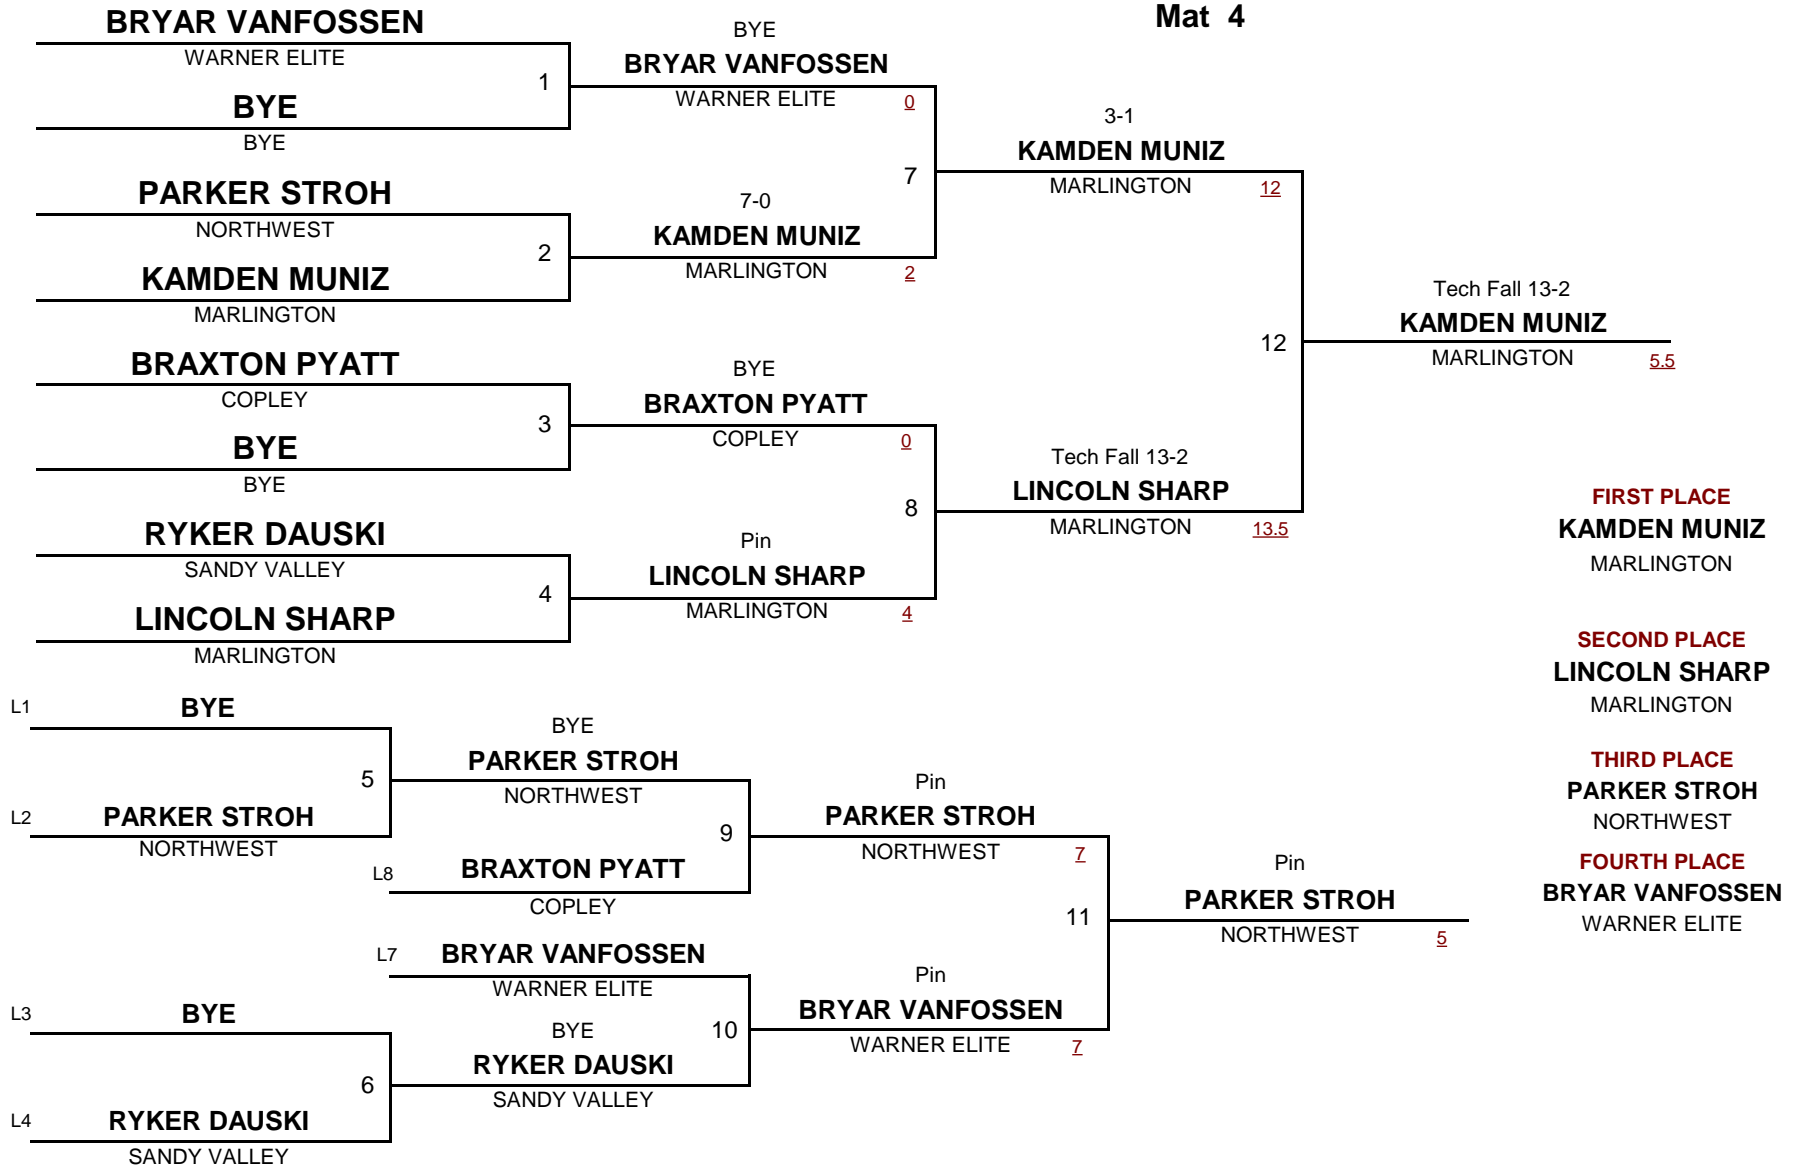 Mat 4
BRYAR VANFOSSEN
WARNER ELITE
1
BYE
BYE
PARKER STROH
NORTHWEST
2
KAMDEN MUNIZ
MARLINGTON
BRAXTON PYATT
COPLEY
3
BYE
BYE
RYKER DAUSKI
SANDY VALLEY
4
LINCOLN SHARP
MARLINGTON
BYE
BRYAR VANFOSSEN
WARNER ELITE 0
7
7-0
KAMDEN MUNIZ
MARLINGTON 2
BYE
BRAXTON PYATT
COPLEY 0
8
Pin
LINCOLN SHARP
MARLINGTON 4
3-1
KAMDEN MUNIZ
MARLINGTON 12
12
Tech Fall 13-2
LINCOLN SHARP
MARLINGTON 13.5
Tech Fall 13-2
KAMDEN MUNIZ
MARLINGTON 5.5
FIRST PLACE
KAMDEN MUNIZ
MARLINGTON
SECOND PLACE
LINCOLN SHARP
MARLINGTON
THIRD PLACE
PARKER STROH
NORTHWEST
FOURTH PLACE
BRYAR VANFOSSEN
WARNER ELITE
L1 BYE
5
L2 PARKER STROH
NORTHWEST
L3 BYE
6
L4 RYKER DAUSKI
SANDY VALLEY
BYE
PARKER STROH
NORTHWEST
9
L8 BRAXTON PYATT
COPLEY
L7 BRYAR VANFOSSEN
WARNER ELITE
10
BYE
RYKER DAUSKI
SANDY VALLEY
Pin
PARKER STROH
NORTHWEST 7
11
Pin
BRYAR VANFOSSEN
WARNER ELITE 7
Pin
PARKER STROH
NORTHWEST 5